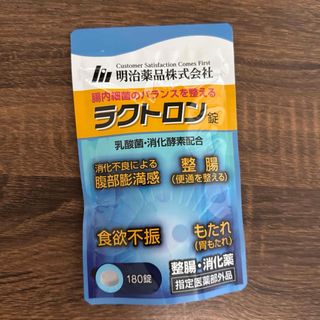 Customer Satisfaction Comes First
明治薬品株式会社
腸内細菌のバランスを整える
ラクトロン錠
乳酸菌・消化酵素配合
消化不良による
腹部膨満感
整腸
(便通を整える)
食欲不振
もたれ
(胃もたれ)
整腸・消化薬
指定医薬部外品
180錠